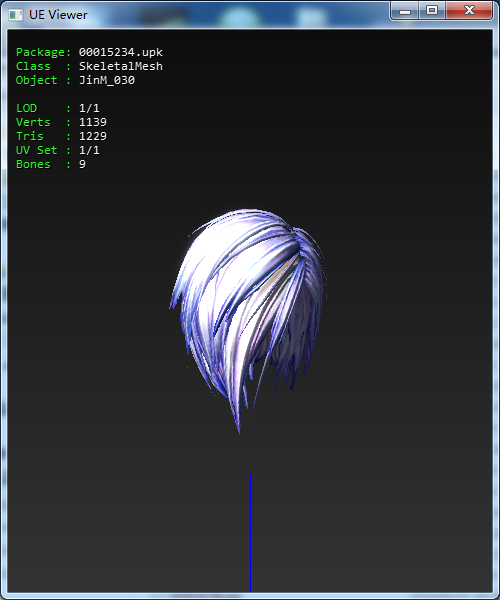 UE Viewer
Package: 00015234.upk
Class  : SkeletalMesh
Object : JinM_030
LOD    : 1/1
Verts  : 1139
Tris   : 1229
UV Set : 1/1
Bones  : 9